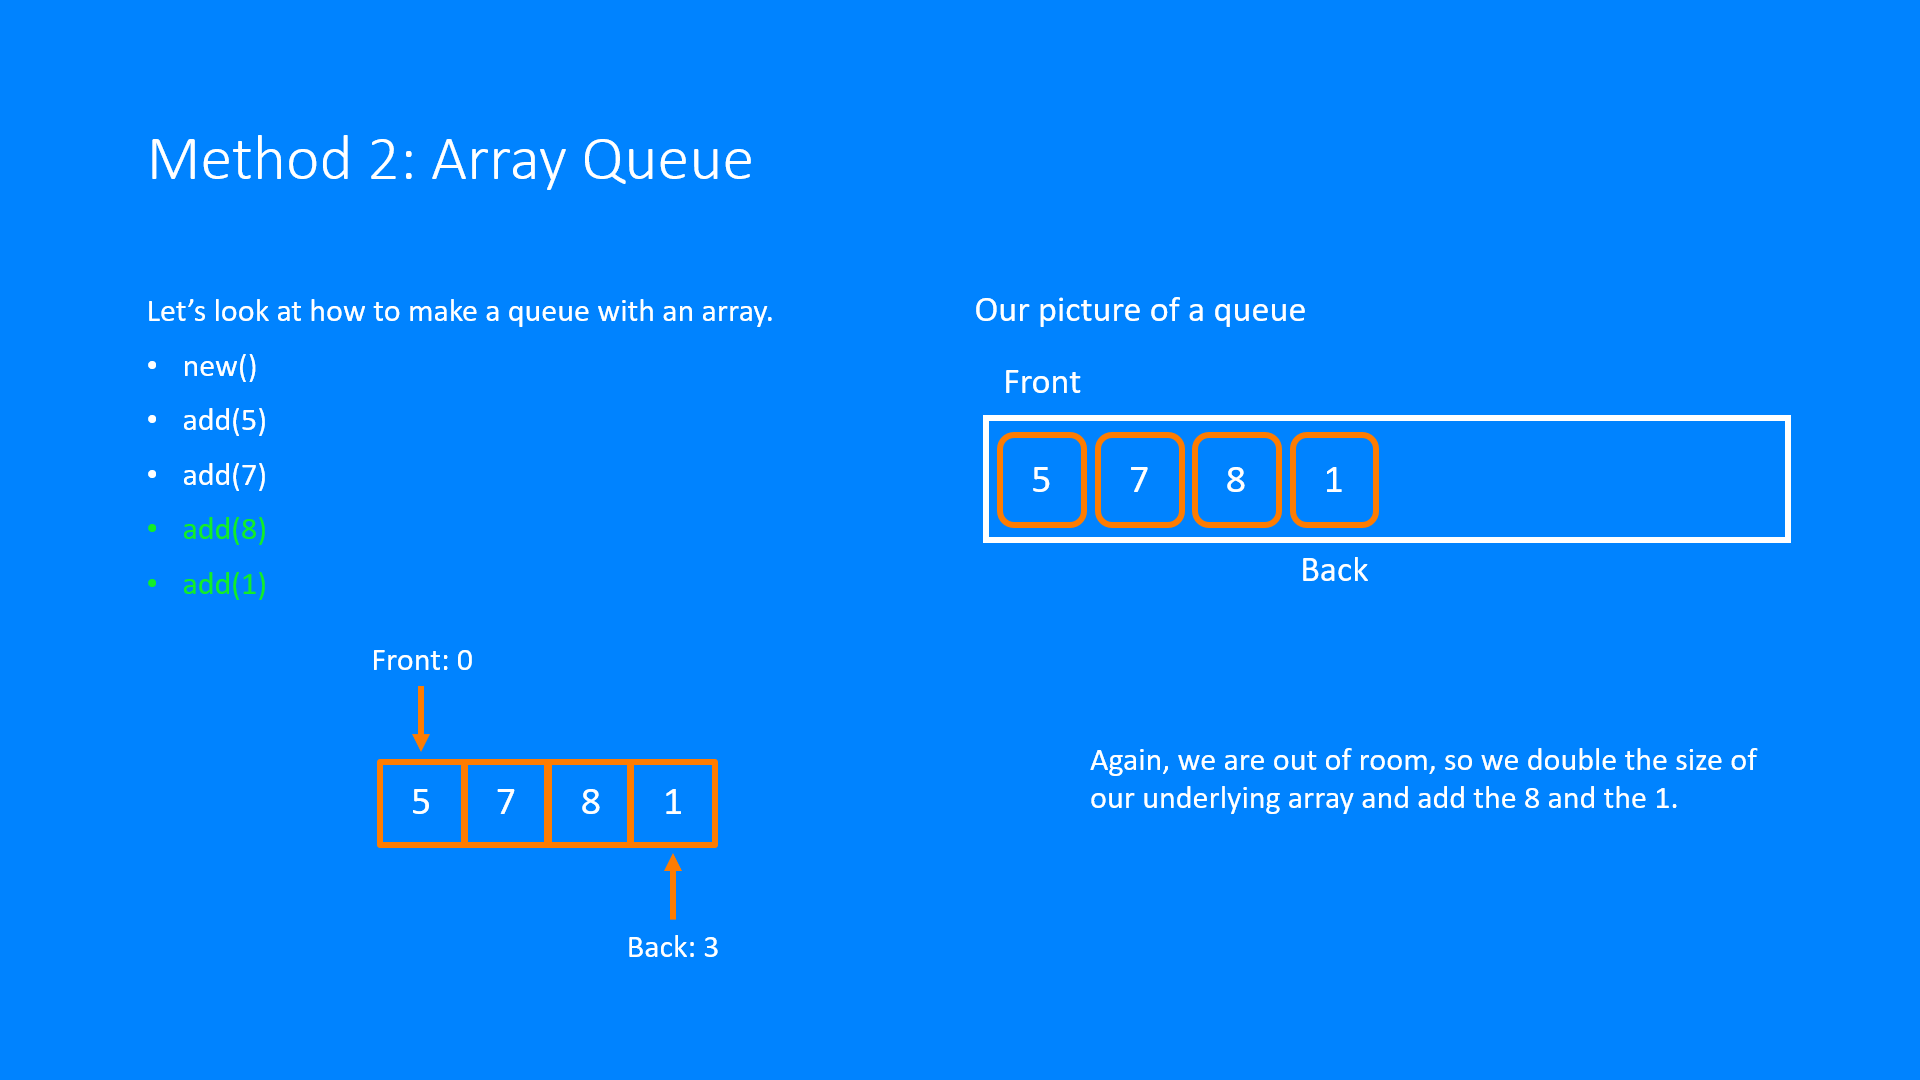 Method 2: Array Queue
Let’s look at how to make a queue with an array.
• new()
• add(5)
• add(7)
• add(8)
• add(1)
Front: 0
5 7 8 1
Back: 3
Our picture of a queue
Front
5 7 8 1
Back
Again, we are out of room, so we double the size of
our underlying array and add the 8 and the 1.